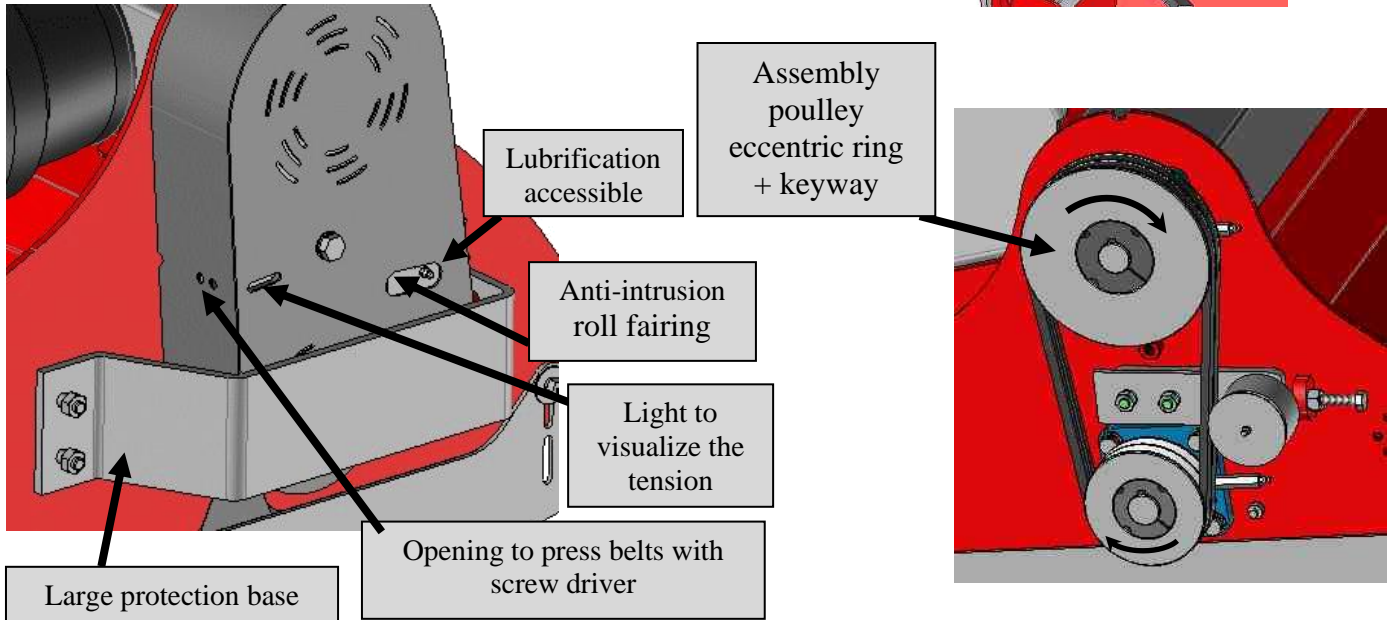 Assembly
poulley
eccentric ring
+ keyway
Lubrification
accessible
Anti-intrusion
roll fairing
Light to
visualize the
tension
Opening to press belts with
screw driver
Large protection base